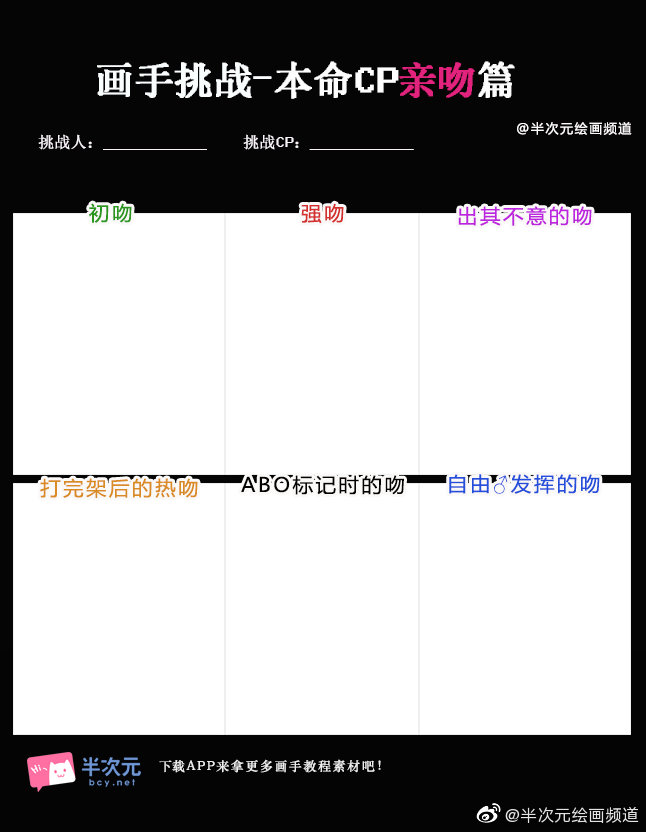 画手挑战-本命CP亲吻篇
@半次元绘画频道
挑战人：____________ 挑战CP：____________
初吻
强吻
出其不意的吻
打完架后的热吻
ABO标记时的吻
自由♂发挥的吻
Hi~
半次元
bcy.net
下载APP来拿更多画手教程素材吧！
@半次元绘画频道